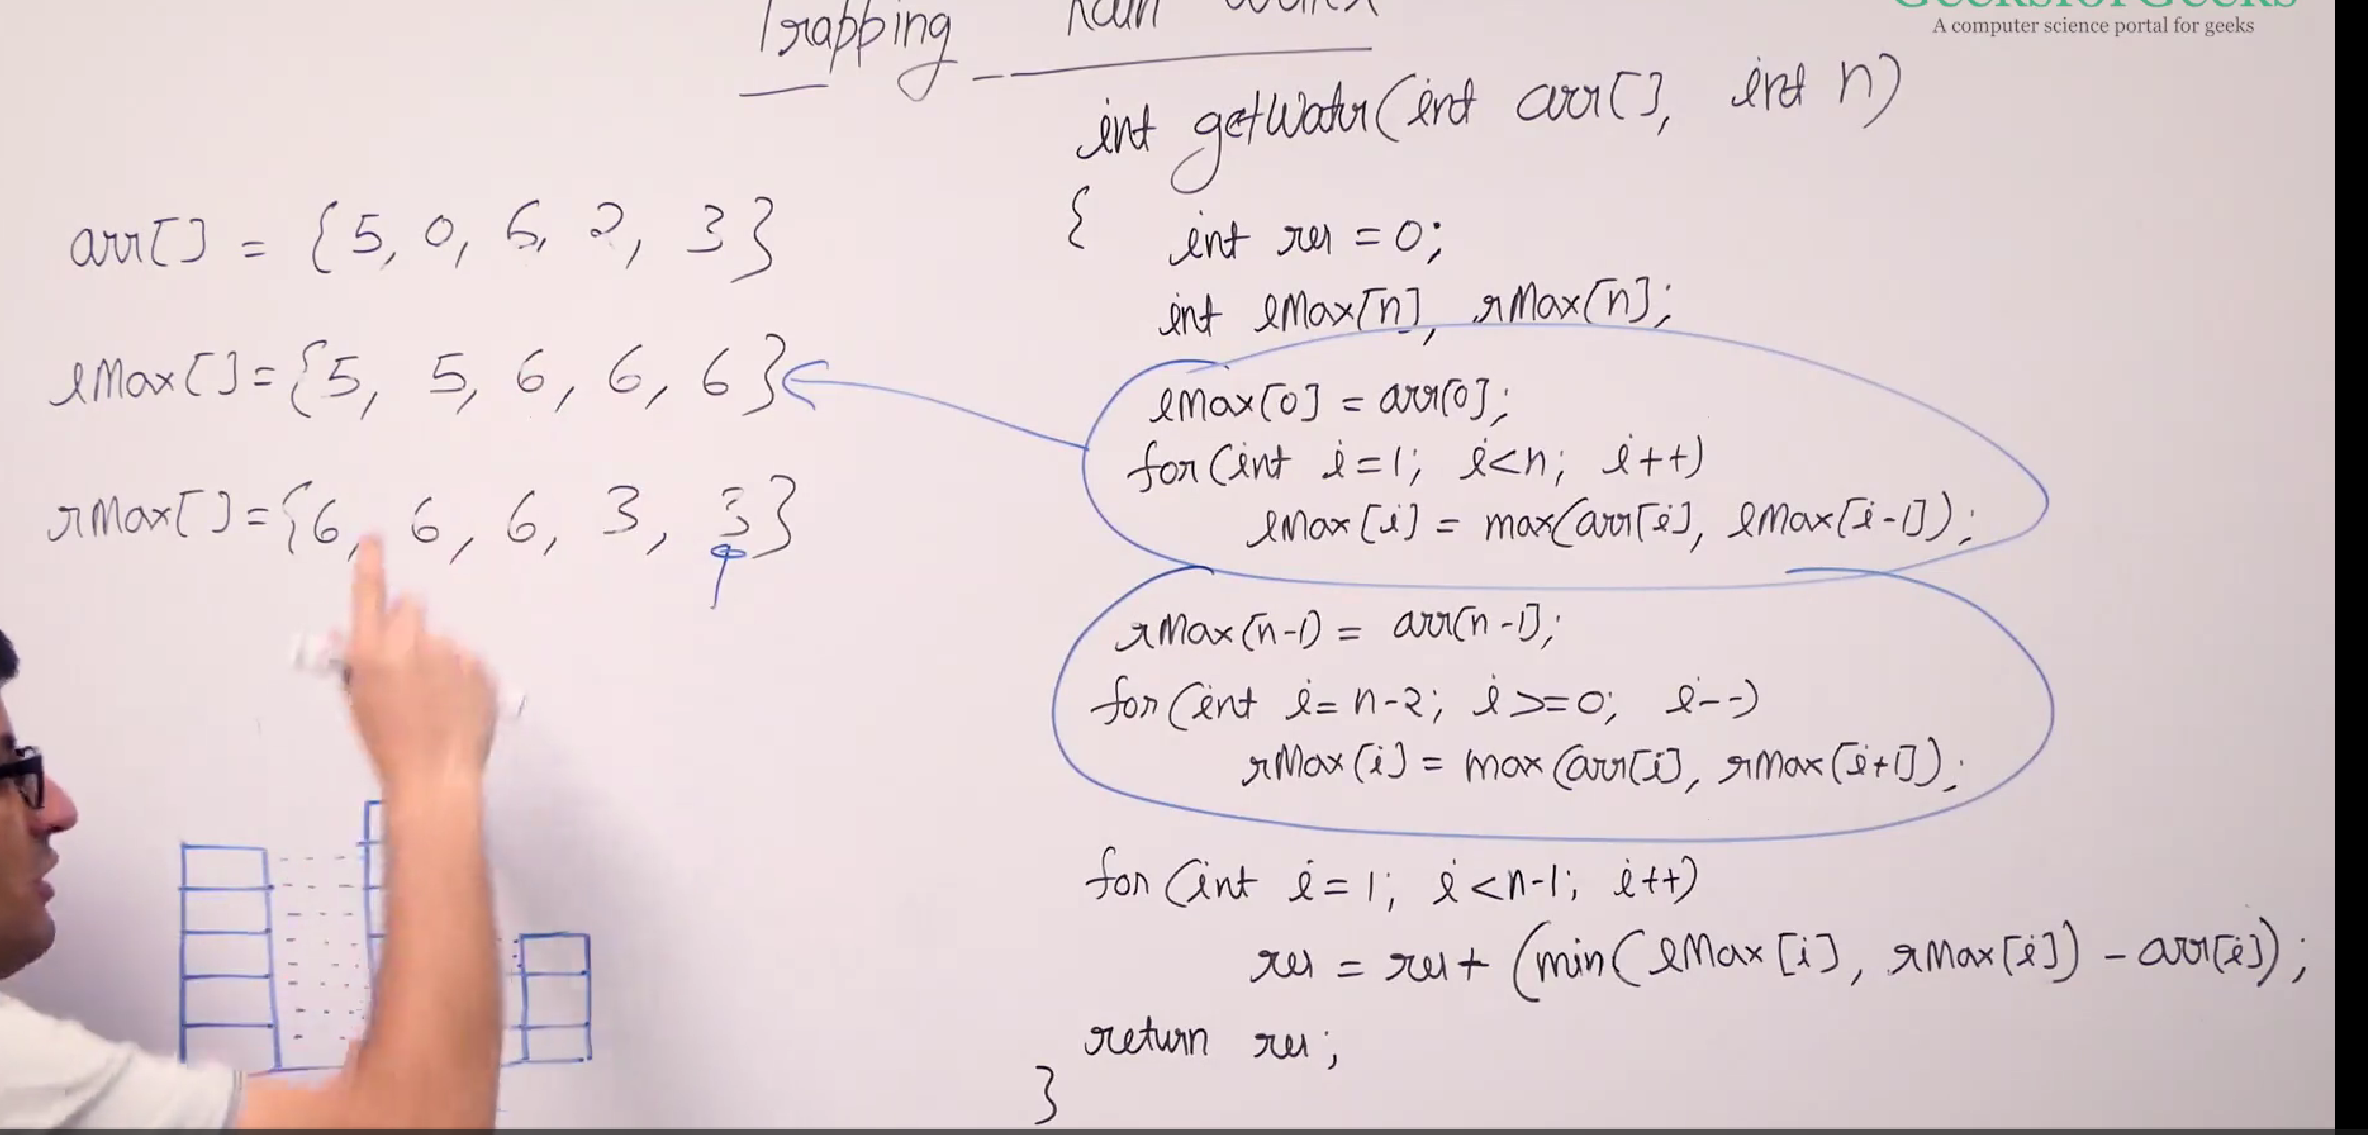 Trapping Rain Water
GeeksforGeeks
A computer science portal for geeks
arr[] = {5, 0, 6, 2, 3}
lMax[]={5, 5, 6, 6, 6}
rMax[]={6, 6, 6, 3, 3}
int getWater(int arr[], int n)
{ int res = 0;
int lMax[n], rMax[n];
lMax[0] = arr[0];
for(int i=1; i<n; i++)
lMax[i] = max(arr[i], lMax[i-1]);
rMax[n-1] = arr[n-1];
for(int i=n-2; i>=0; i--)
rMax[i] = max(arr[i], rMax[i+1]);
for(int i=1; i<n-1; i++)
res = res + (min(lMax[i], rMax[i]) - arr[i]);
return res;
}